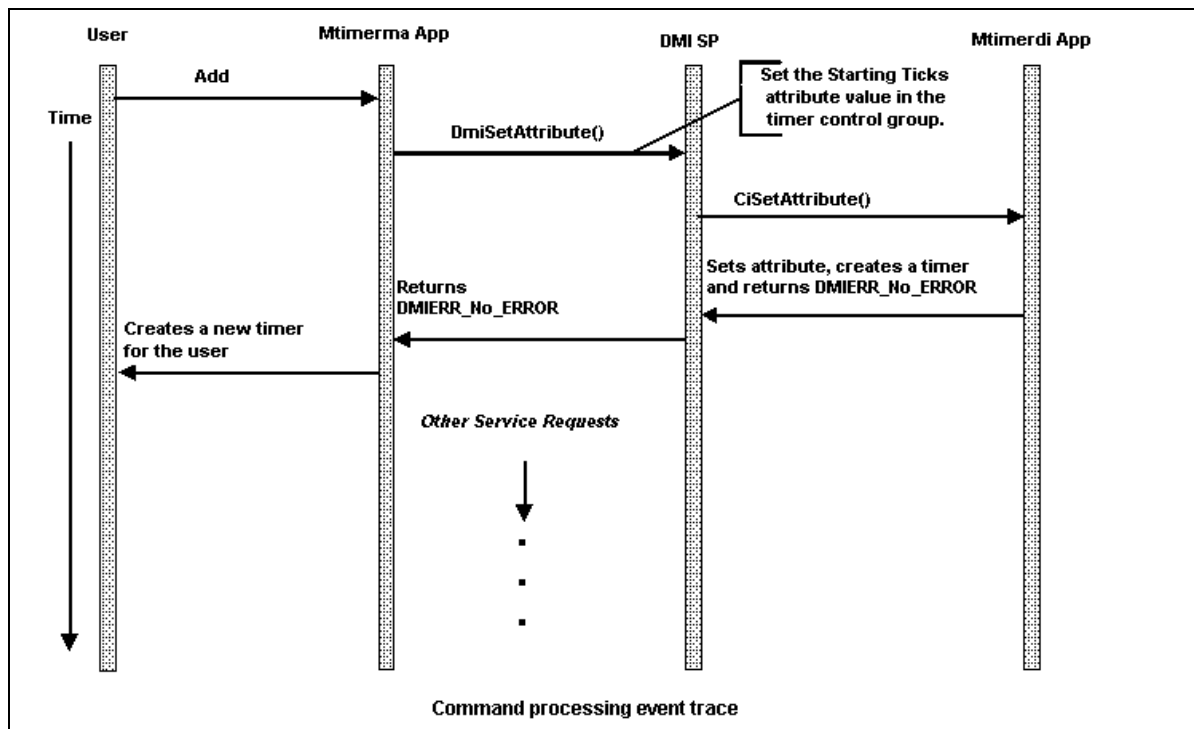 User
Mtimerma App
DMI SP
Mtimerdi App
Add
Time
Set the Starting Ticks
attribute value in the
timer control group.
DmiSetAttribute()
CiSetAttribute()
Sets attribute, creates a timer
and returns DMIERR_No_ERROR
Returns
DMIERR_No_ERROR
Creates a new timer
for the user
Other Service Requests
Command processing event trace